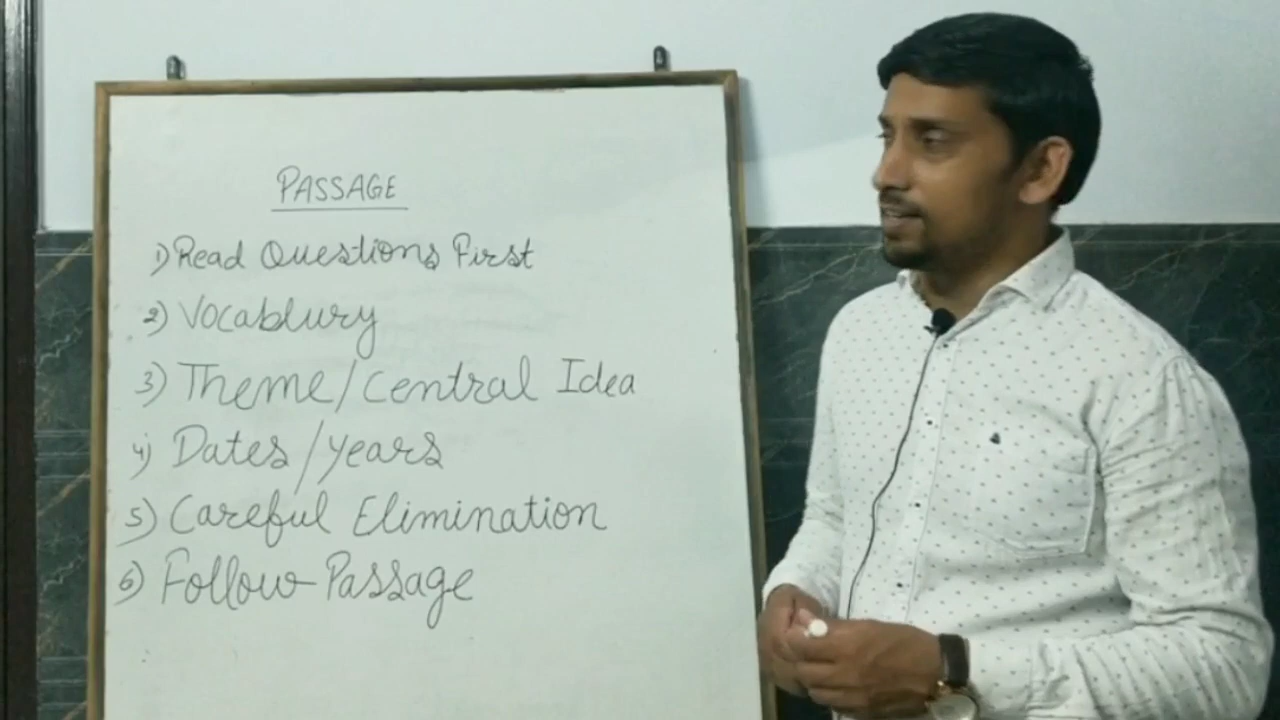 PASSAGE
1) Read Questions First
2) Vocablury
3) Theme/Central Idea
4) Dates/years
5) Careful Elimination
6) Follow Passage